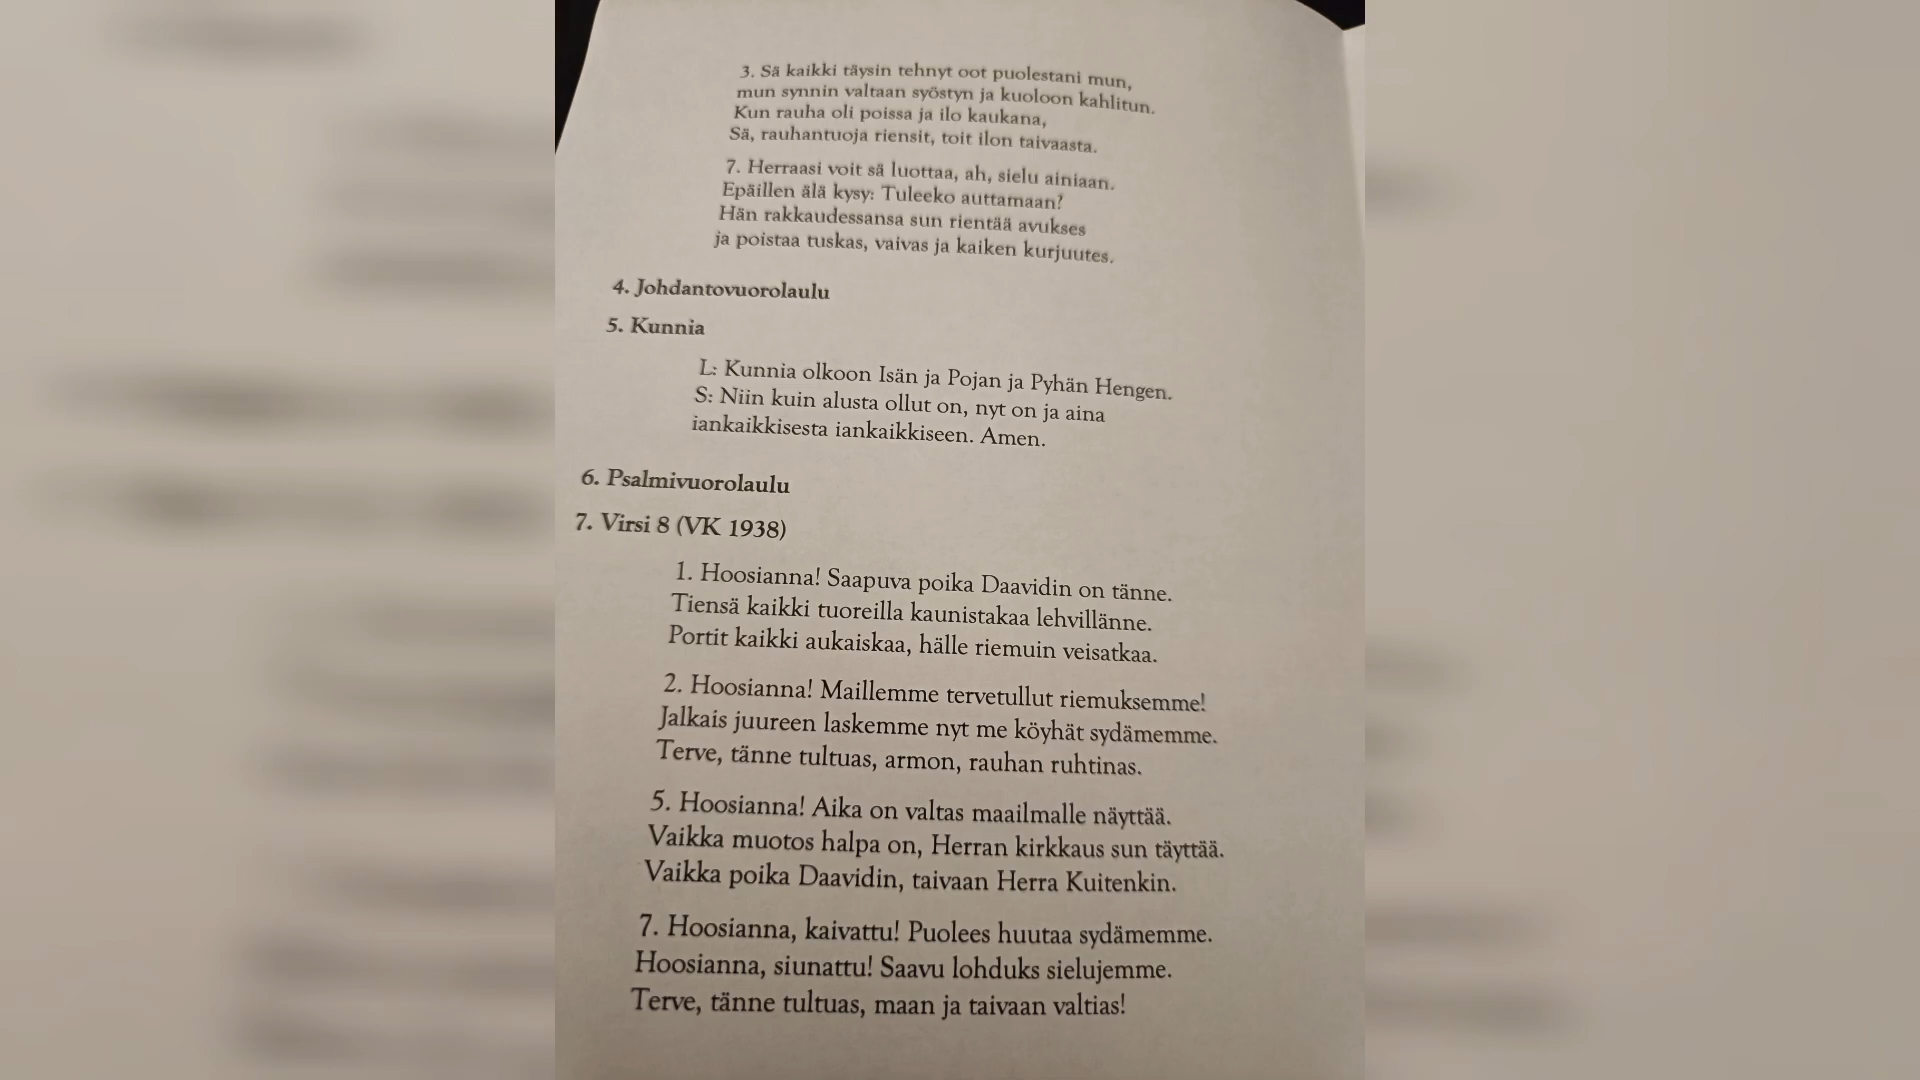 3. Sä kaikki täysin tehnyt oot puolestani mun,
mun synnin valtaan syöstyn ja kuoloon kahlitun.
Kun rauha oli poissa ja ilo kaukana,
Sä, rauhantuoja riensit, toit ilon taivaasta.
7. Herraasi voit sä luottaa, ah, sielu ainiaan.
Epäillen älä kysy: Tuleeko auttamaan?
Hän rakkaudessansa sun rientää avukses
ja poistaa tuskas, vaivas ja kaiken kurjuutes.
4. Johdantovuorolaulu
5. Kunnia
L: Kunnia olkoon Isän ja Pojan ja Pyhän Hengen.
S: Niin kuin alusta ollut on, nyt on ja aina
iankaikkisesta iankaikkiseen. Amen.
6. Psalmivuorolaulu
7. Virsi 8 (VK 1938)
1. Hoosianna! Saapuva poika Daavidin on tänne.
Tiensä kaikki tuoreilla kaunistakaa lehvillänne.
Portit kaikki aukaiskaa, hälle riemuin veisatkaa.
2. Hoosianna! Maillemme tervetullut riemuksemme!
Jalkais juureen laskemme nyt me köyhät sydämemme.
Terve, tänne tultuas, armon, rauhan ruhtinas.
5. Hoosianna! Aika on valtas maailmalle näyttää.
Vaikka muotos halpa on, Herran kirkkaus sun täyttää.
Vaikka poika Daavidin, taivaan Herra Kuitenkin.
7. Hoosianna, kaivattu! Puolees huutaa sydämemme.
Hoosianna, siunattu! Saavu lohduks sielujemme.
Terve, tänne tultuas, maan ja taivaan valtias!